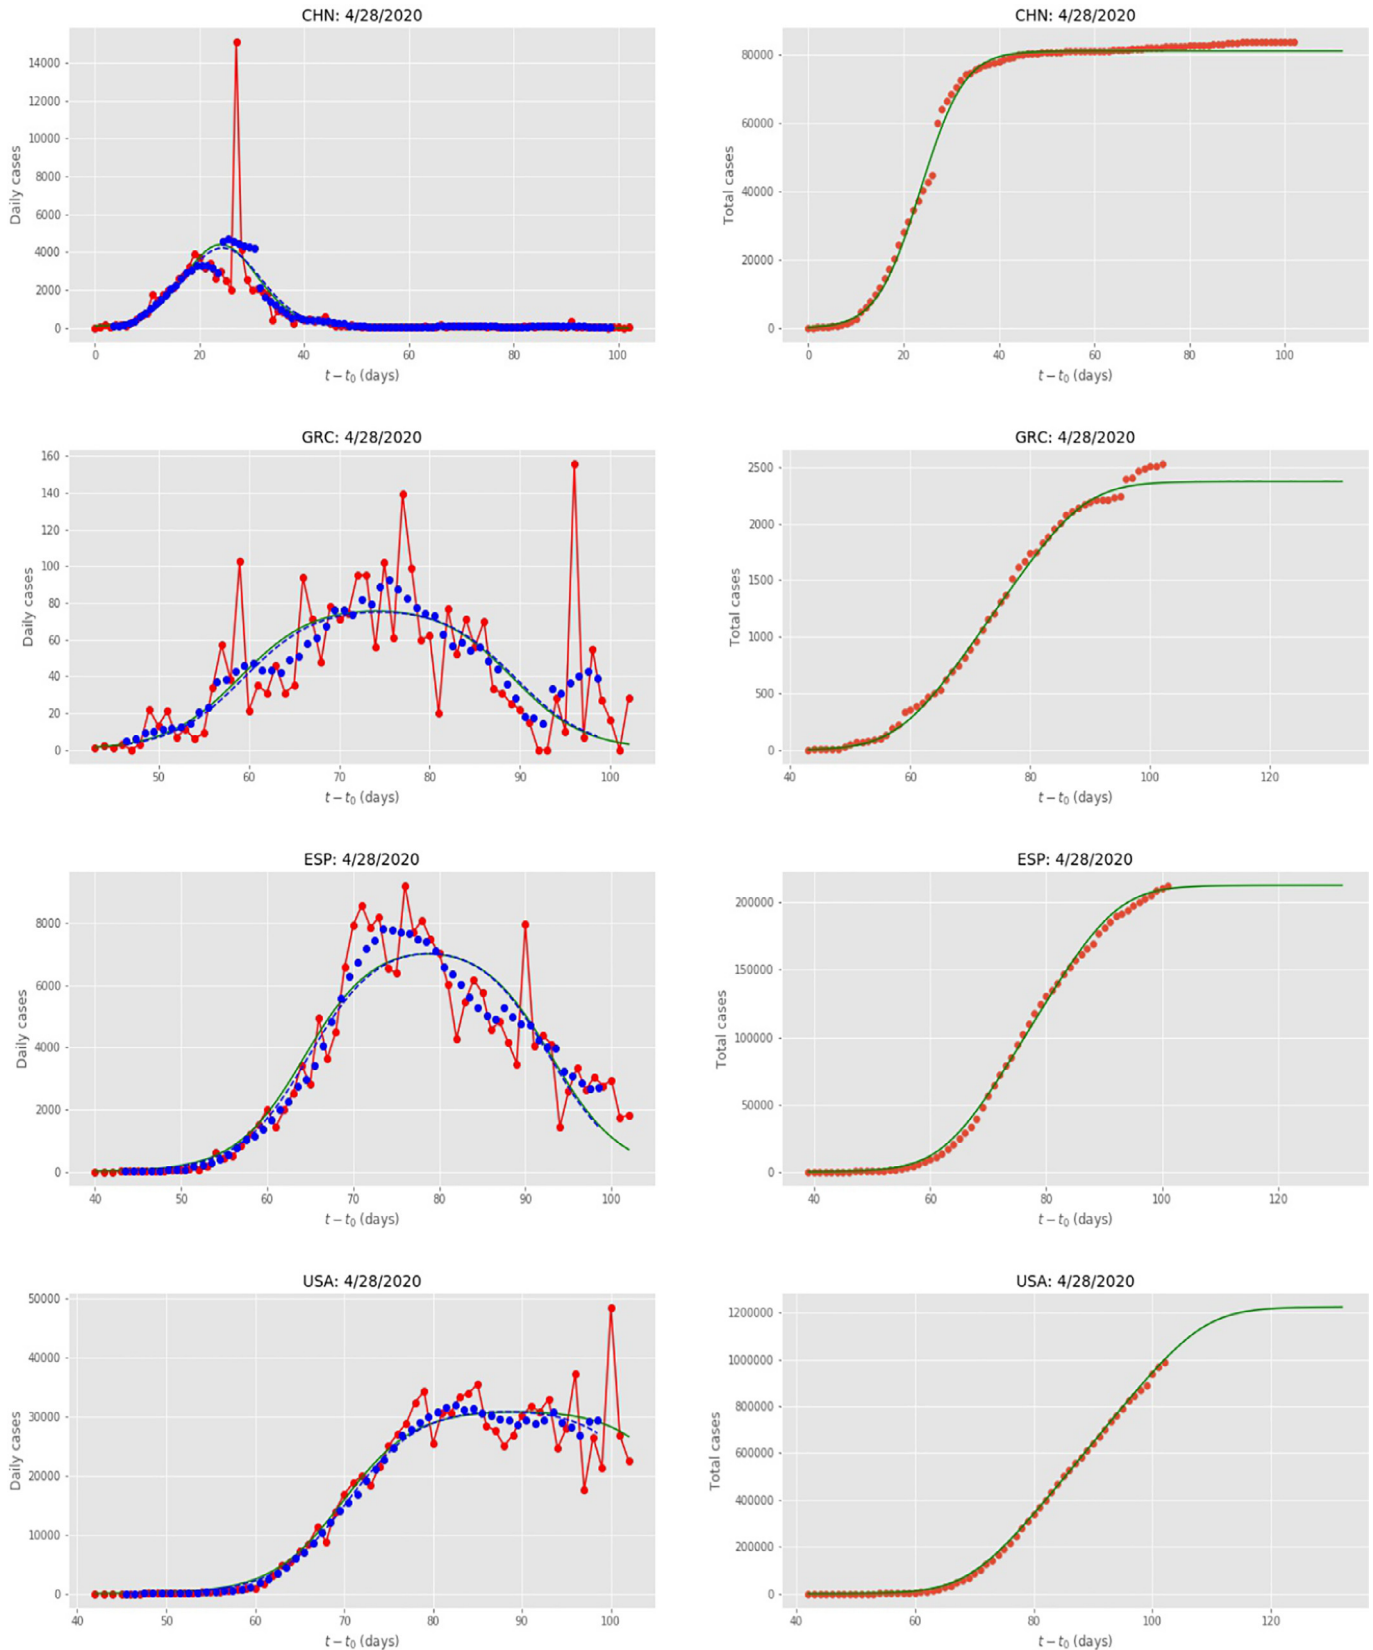 CHN: 4/28/2020
14000
12000
10000
8000
6000
4000
2000
0
Daily cases
0 20 40 60 80 100
t − t0 (days)
CHN: 4/28/2020
80000
60000
40000
20000
0
Total cases
0 20 40 60 80 100
t − t0 (days)
GRC: 4/28/2020
160
140
120
100
80
60
40
20
0
Daily cases
50 60 70 80 90 100
t − t0 (days)
GRC: 4/28/2020
2500
2000
1500
1000
500
0
Total cases
40 60 80 100 120
t − t0 (days)
ESP: 4/28/2020
8000
6000
4000
2000
0
Daily cases
40 50 60 70 80 90 100
t − t0 (days)
ESP: 4/28/2020
200000
150000
100000
50000
0
Total cases
40 60 80 100 120
t − t0 (days)
USA: 4/28/2020
50000
40000
30000
20000
10000
0
Daily cases
40 50 60 70 80 90 100
t − t0 (days)
USA: 4/28/2020
1200000
1000000
800000
600000
400000
200000
0
Total cases
40 60 80 100 120
t − t0 (days)